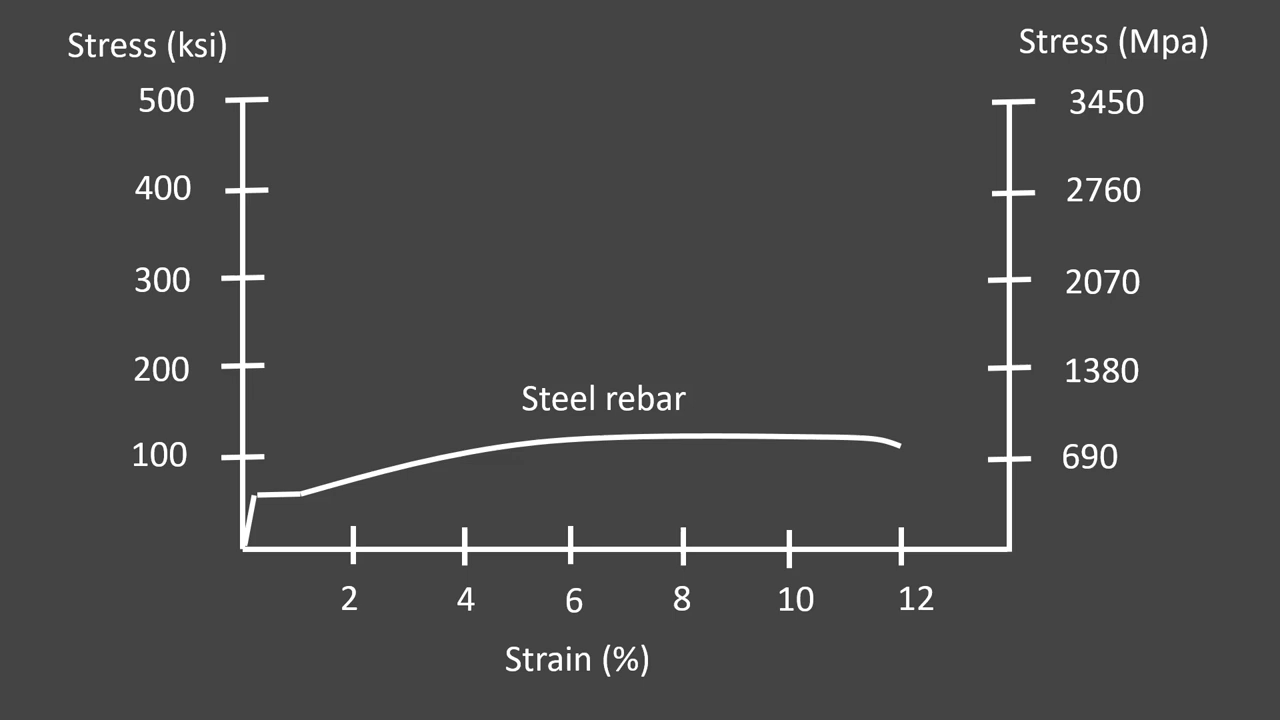 Stress (ksi)
Stress (Mpa)
500
3450
400
2760
300
2070
200
1380
Steel rebar
100
690
2 4 6 8 10 12
Strain (%)